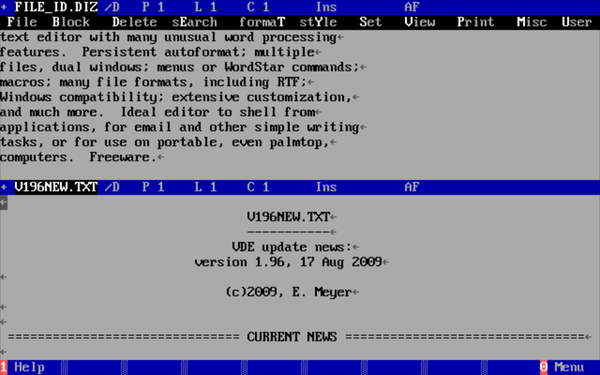 + FILE_ID.DIZ /D P 1 L 1 C 1 Ins AF
File Block Delete sEarch formaT stYle Set View Print Misc User
text editor with many unusual word processing←
features. Persistent autoformat; multiple←
files, dual windows; menus or WordStar commands;←
macros; many file formats, including RTF;←
Windows compatibility; extensive customization,←
and much more. Ideal editor to shell from←
applications, for email and other simple writing←
tasks, or for use on portable, even palmtop,←
computers. Freeware.←
+ V196NEW.TXT /D P 1 L 1 C 1 Ins AF
←
V196NEW.TXT←
-----------←
VDE update news:←
version 1.96, 17 Aug 2009←
←
(c)2009, E. Meyer←
←
←
←
=============================== CURRENT NEWS ================================←
←
1 Help 0 Menu